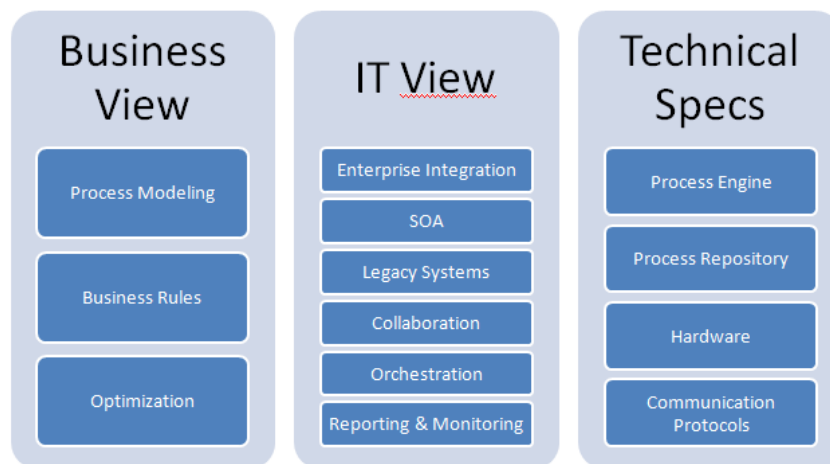 Business
View
Process Modeling
Business Rules
Optimization
IT View
Enterprise Integration
SOA
Legacy Systems
Collaboration
Orchestration
Reporting & Monitoring
Technical
Specs
Process Engine
Process Repository
Hardware
Communication
Protocols